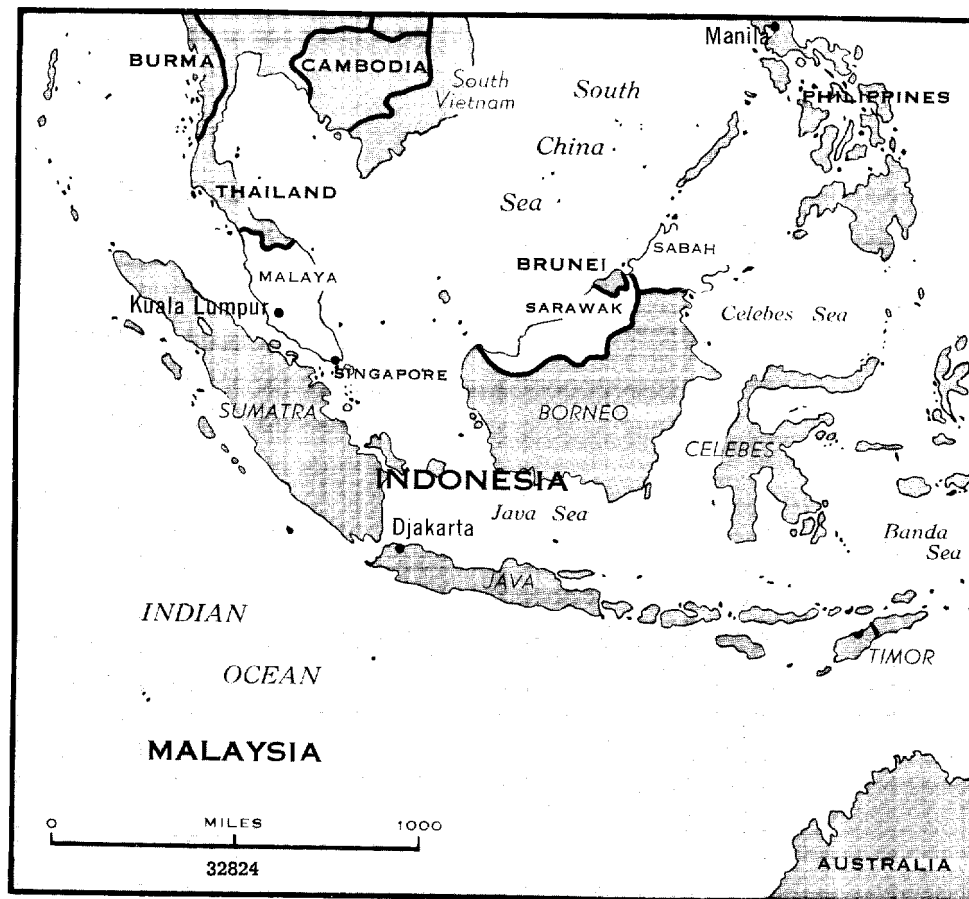 Manila
BURMA
CAMBODIA
South
Vietnam
South
China
Sea
PHILIPPINES
THAILAND
MALAYA
Kuala Lumpur
SINGAPORE
BRUNEI
SABAH
SARAWAK
Celebes Sea
SUMATRA
BORNEO
CELEBES
INDONESIA
Java Sea
Djakarta
Banda
Sea
JAVA
INDIAN
OCEAN
TIMOR
MALAYSIA
0 MILES 1000
32824
AUSTRALIA